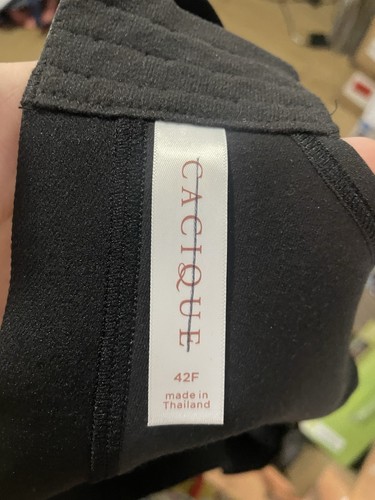 CACIQUE
42F
made in
Thailand